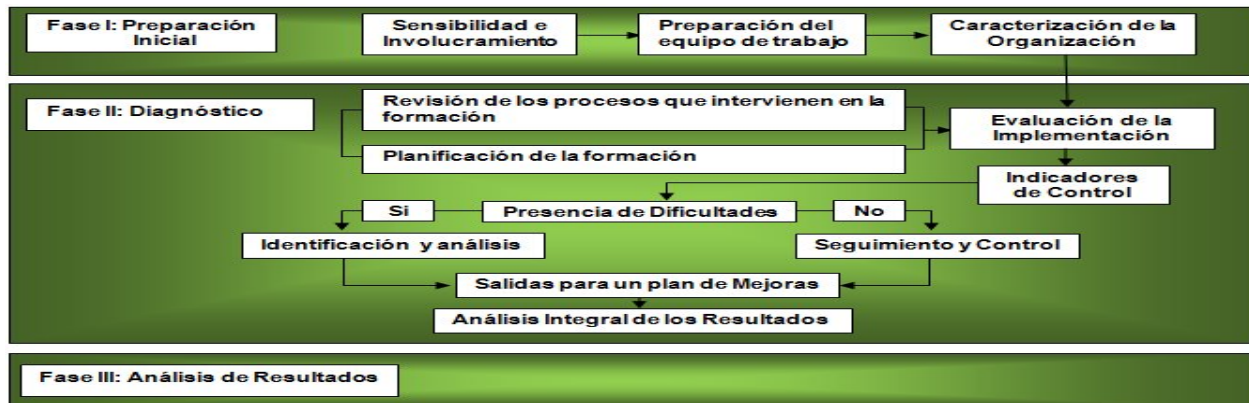 Fase I: Preparación
Inicial
Sensibilidad e
Involucramiento
Preparación del
equipo de trabajo
Caracterización de la
Organización
Fase II: Diagnóstico
Revisión de los procesos que intervienen en la
formación
Planificación de la formación
Evaluación de la
Implementación
Indicadores
de Control
Si
Presencia de Dificultades
No
Identificación y análisis
Seguimiento y Control
Salidas para un plan de Mejoras
Análisis Integral de los Resultados
Fase III: Análisis de Resultados